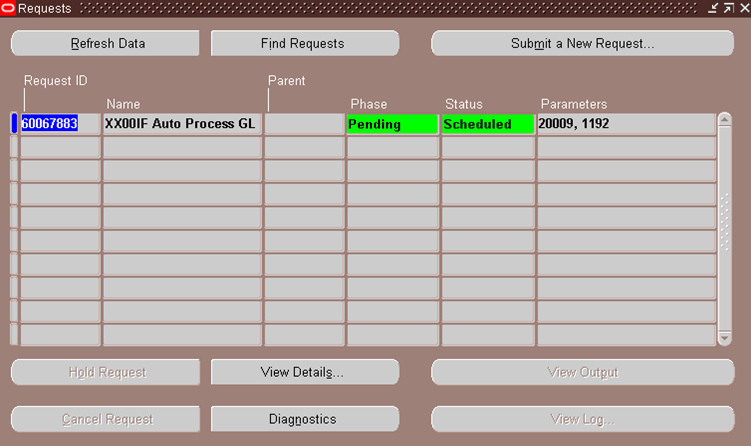 Requests
Refresh Data
Find Requests
Submit a New Request...
Request ID
Parent
Name
Phase
Status
Parameters
60067883
XX00IF Auto Process GL
Pending
Scheduled
20009, 1192
Hold Request
View Details...
View Output
Cancel Request
Diagnostics
View Log...